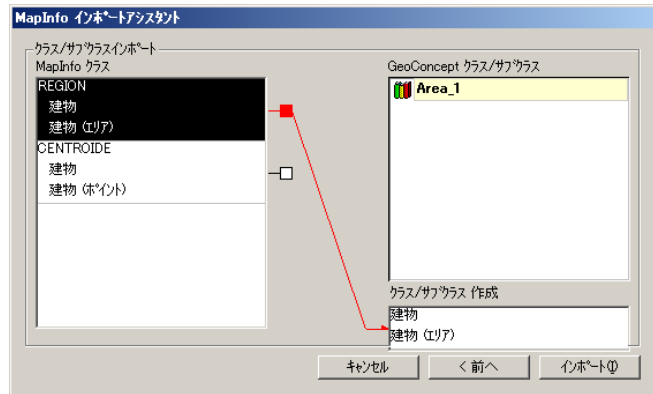 MapInfo ｲﾝﾎﾟｰﾄｱｼｽﾀﾝﾄ
ｸﾗｽ/ｻﾌﾞｸﾗｽｲﾝﾎﾟｰﾄ
MapInfo ｸﾗｽ
REGION
建物
建物 (ｴﾘｱ)
CENTROIDE
建物
建物 (ﾎﾟｲﾝﾄ)
GeoConcept ｸﾗｽ/ｻﾌﾞｸﾗｽ
Area_1
ｸﾗｽ/ｻﾌﾞｸﾗｽ 作成
建物
建物 (ｴﾘｱ)
ｷｬﾝｾﾙ
< 前へ
ｲﾝﾎﾟｰﾄ(I)